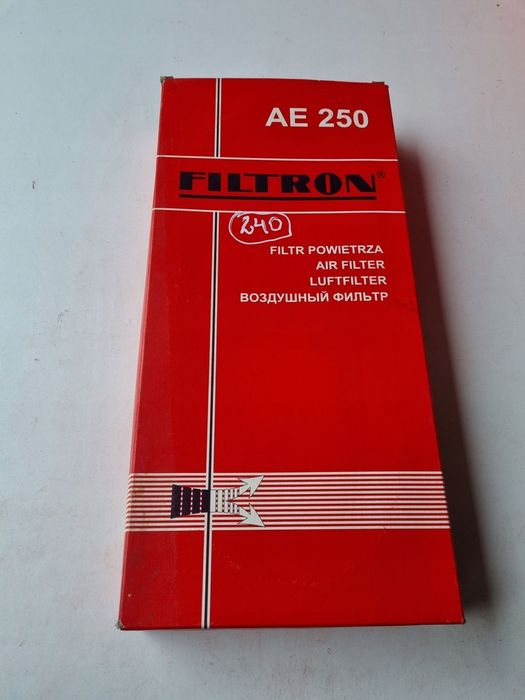 AE 250
FILTRON®
240
FILTR POWIETRZA
AIR FILTER
LUFTFILTER
ВОЗДУШНЫЙ ФИЛЬТР